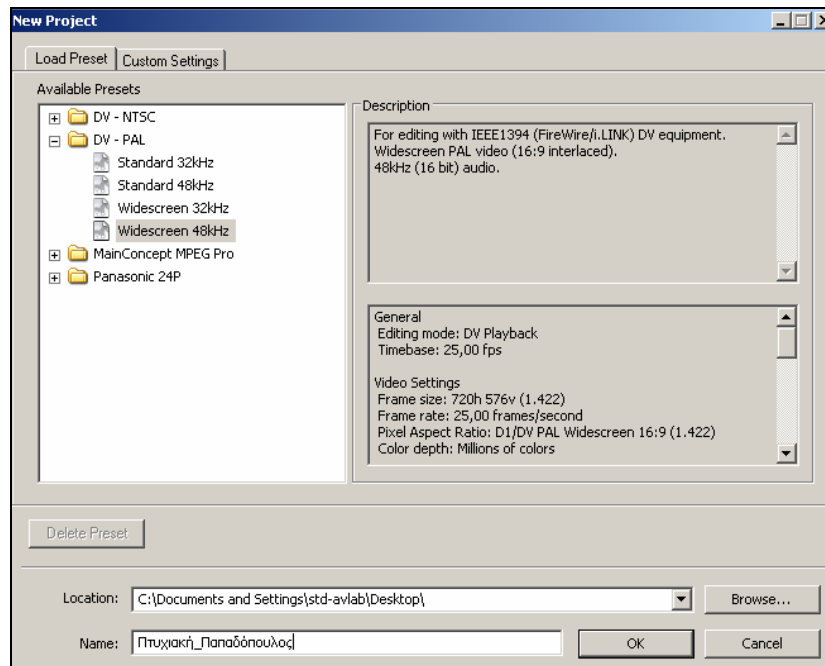 New Project
Load Preset
Custom Settings
Available Presets
DV - NTSC
DV - PAL
Standard 32kHz
Standard 48kHz
Widescreen 32kHz
Widescreen 48kHz
MainConcept MPEG Pro
Panasonic 24P
Description
For editing with IEEE1394 (FireWire/i.LINK) DV equipment.
Widescreen PAL video (16:9 interlaced).
48kHz (16 bit) audio.
General
Editing mode: DV Playback
Timebase: 25,00 fps
Video Settings
Frame size: 720h 576v (1.422)
Frame rate: 25,00 frames/second
Pixel Aspect Ratio: D1/DV PAL Widescreen 16:9 (1.422)
Color depth: Millions of colors
Delete Preset
Location: C:\Documents and Settings\std-avlab\Desktop\ Browse...
Name: Πτυχιακή_Παπαδόπουλος OK Cancel